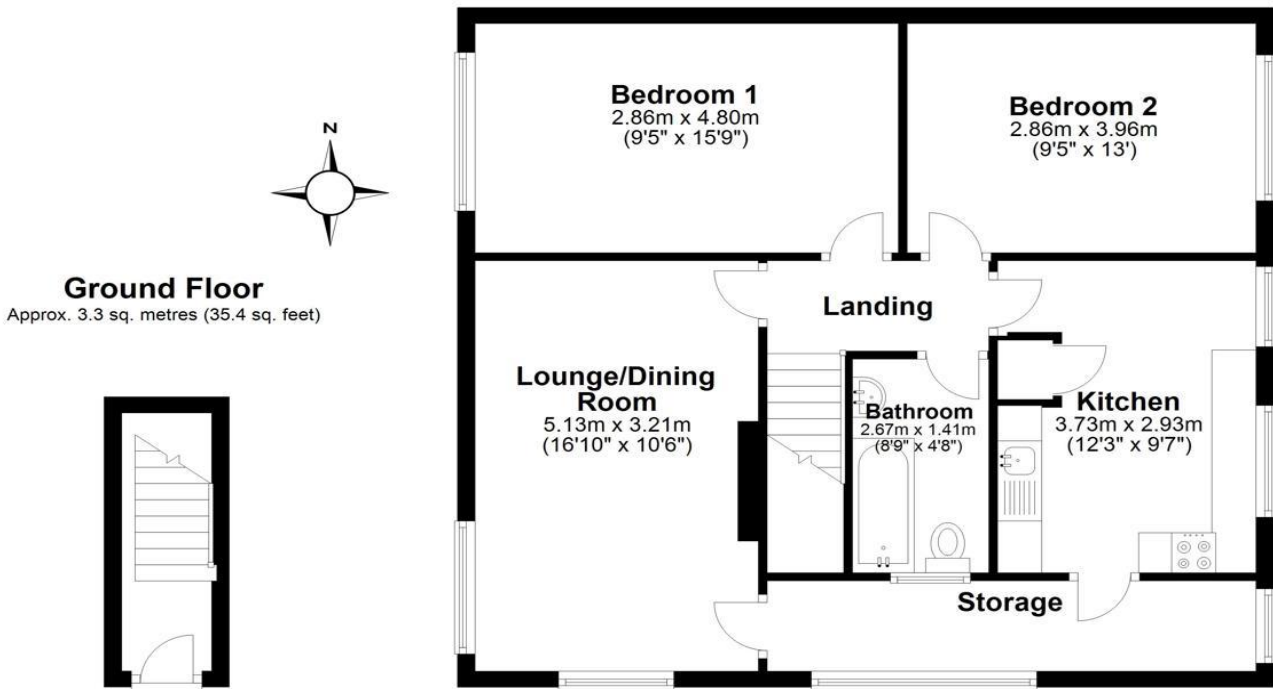 N
Ground Floor
Approx. 3.3 sq. metres (35.4 sq. feet)
Bedroom 1
2.86m x 4.80m
(9'5" x 15'9")
Bedroom 2
2.86m x 3.96m
(9'5" x 13')
Landing
Lounge/Dining
Room
5.13m x 3.21m
(16'10" x 10'6")
Bathroom
2.67m x 1.41m
(8'9" x 4'8")
Kitchen
3.73m x 2.93m
(12'3" x 9'7")
Storage